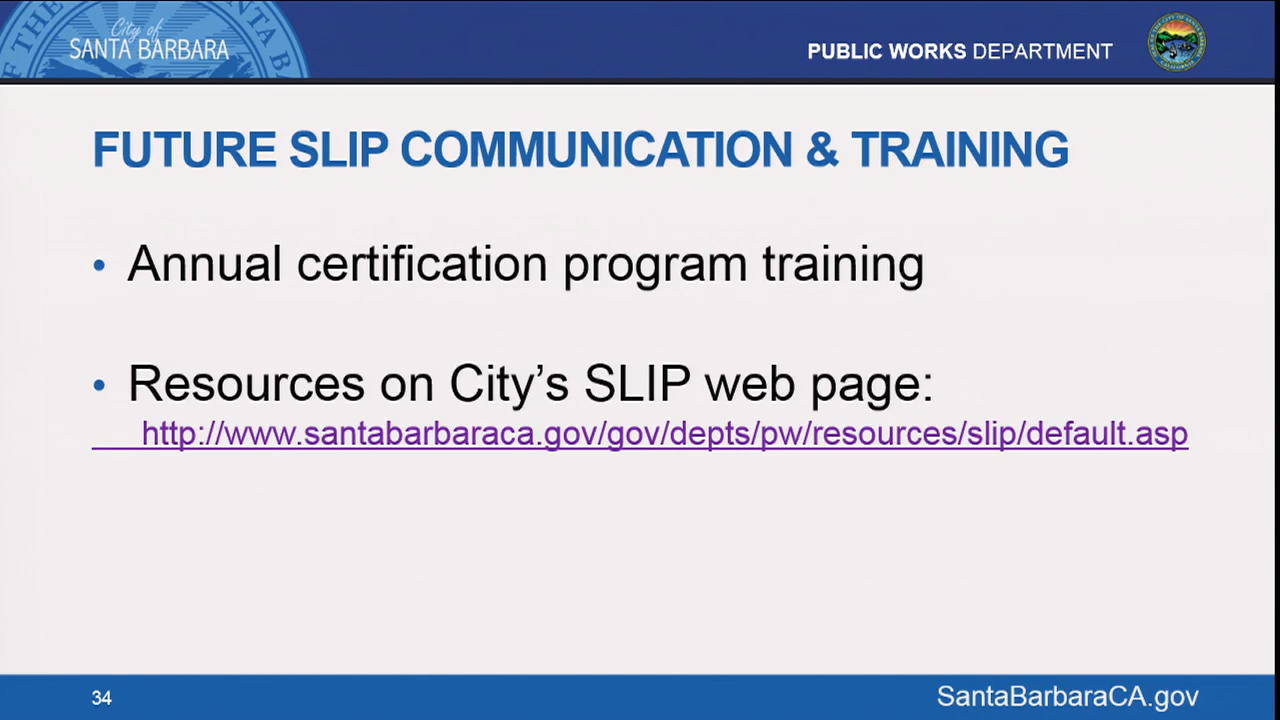 City of
SANTA BARBARA
PUBLIC WORKS DEPARTMENT
FUTURE SLIP COMMUNICATION & TRAINING
• Annual certification program training
• Resources on City’s SLIP web page:
http://www.santabarbaraca.gov/gov/depts/pw/resources/slip/default.asp
34
SantaBarbaraCA.gov